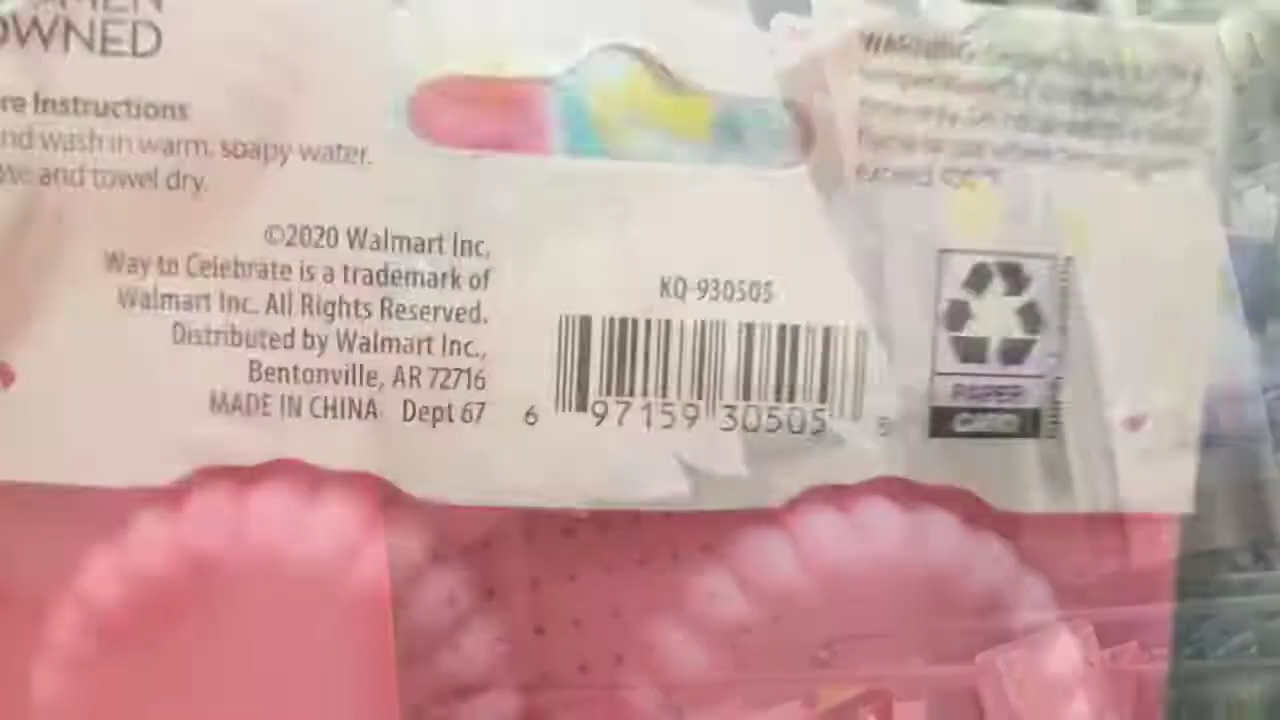 OWNED
re Instructions
nd wash in warm, soapy water.
and towel dry.
©2020 Walmart Inc.
Way to Celebrate is a trademark of
Walmart Inc. All Rights Reserved.
Distributed by Walmart Inc.,
Bentonville, AR 72716
MADE IN CHINA Dept 67
KQ-930505
6 97159 30505 5
WARNING
PAPER
CARD